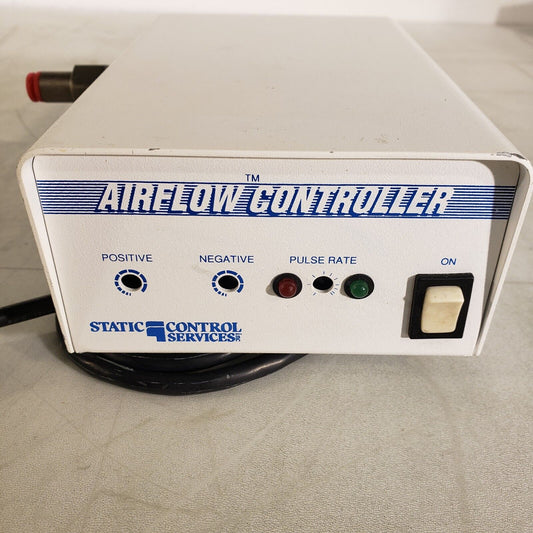 TM
AIRFLOW CONTROLLER
POSITIVE NEGATIVE PULSE RATE ON
STATIC CONTROL
SERVICES